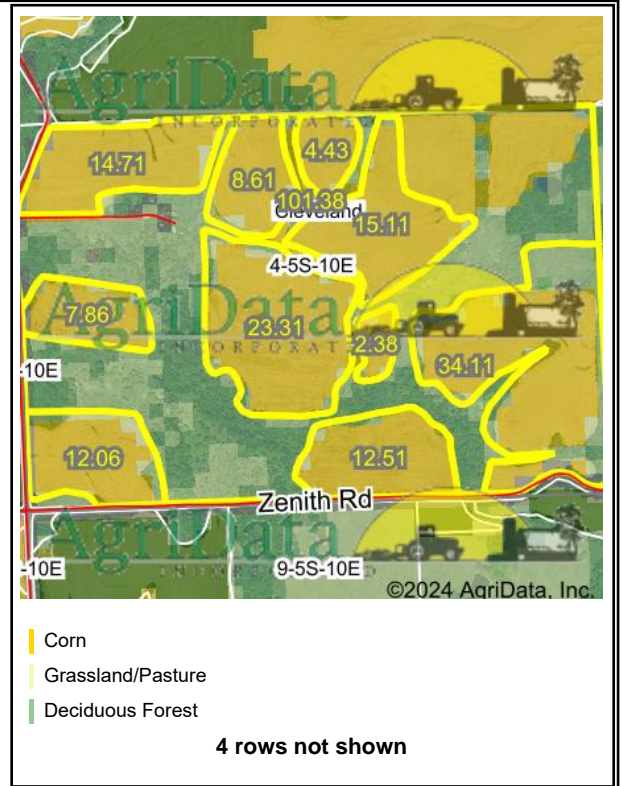 AgriData
INCORPORATED
14.71
4.43
8.61
101.38
Cleveland
15.11
4-5S-10E
AgriData
INCORPORATED
7.86
23.31
2.38
34.11
-10E
12.06
12.51
Zenith Rd
AgriData
INCORPORATED
-10E
9-5S-10E
©2024 AgriData, Inc.
Corn
Grassland/Pasture
Deciduous Forest
4 rows not shown